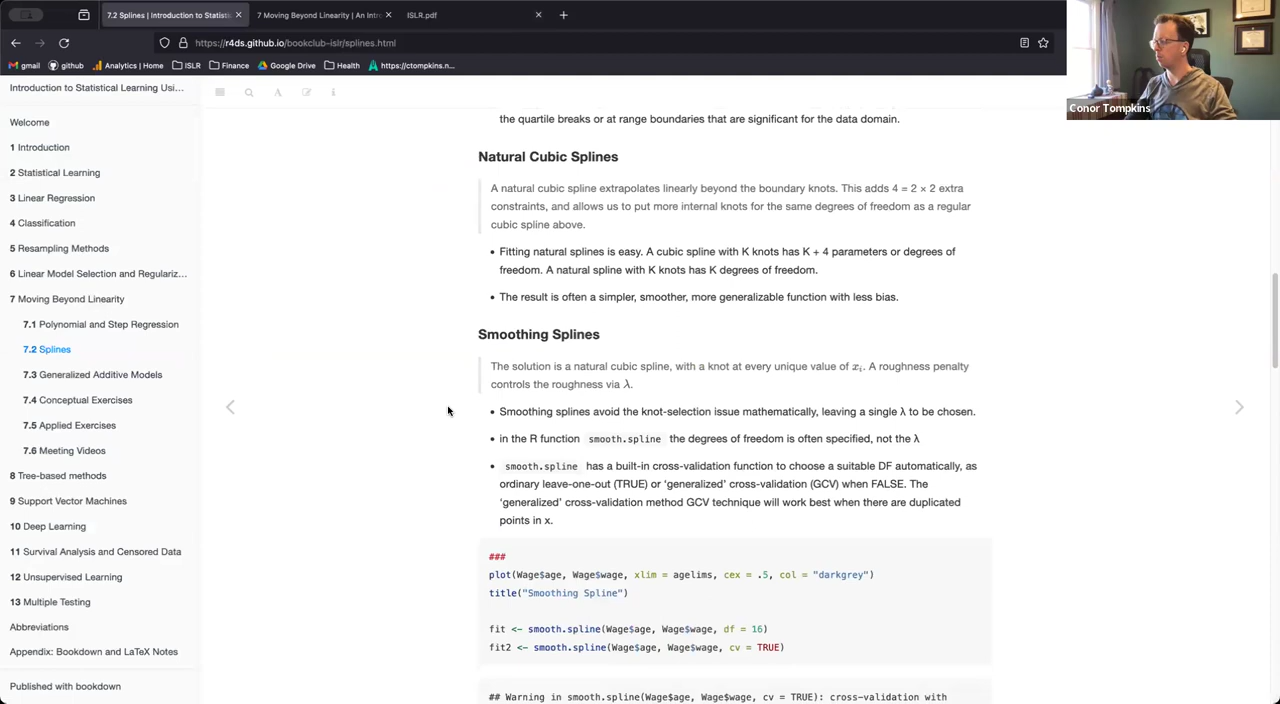 7.2 Splines | Introduction to Statistic
7 Moving Beyond Linearity | An Intr
ISLR.pdf
https://r4ds.github.io/bookclub-islr/splines.html
gmail
github
Analytics | Home
ISLR
Finance
Google Drive
Health
https://ctompkins.n...
Conor Tompkins
Introduction to Statistical Learning Usi...
Welcome
1 Introduction
2 Statistical Learning
3 Linear Regression
4 Classification
5 Resampling Methods
6 Linear Model Selection and Regulariz...
7 Moving Beyond Linearity
7.1 Polynomial and Step Regression
7.2 Splines
7.3 Generalized Additive Models
7.4 Conceptual Exercises
7.5 Applied Exercises
7.6 Meeting Videos
8 Tree-based methods
9 Support Vector Machines
10 Deep Learning
11 Survival Analysis and Censored Data
12 Unsupervised Learning
13 Multiple Testing
Abbreviations
Appendix: Bookdown and LaTeX Notes
Published with bookdown
the quartile breaks or at range boundaries that are significant for the data domain.
Natural Cubic Splines
A natural cubic spline extrapolates linearly beyond the boundary knots. This adds 4 = 2 × 2 extra
constraints, and allows us to put more internal knots for the same degrees of freedom as a regular
cubic spline above.
• Fitting natural splines is easy. A cubic spline with K knots has K + 4 parameters or degrees of
freedom. A natural spline with K knots has K degrees of freedom.
• The result is often a simpler, smoother, more generalizable function with less bias.
Smoothing Splines
The solution is a natural cubic spline, with a knot at every unique value of xᵢ. A roughness penalty
controls the roughness via λ.
• Smoothing splines avoid the knot-selection issue mathematically, leaving a single λ to be chosen.
• in the R function smooth.spline the degrees of freedom is often specified, not the λ
• smooth.spline has a built-in cross-validation function to choose a suitable DF automatically, as
ordinary leave-one-out (TRUE) or ‘generalized’ cross-validation (GCV) when FALSE. The
‘generalized’ cross-validation method GCV technique will work best when there are duplicated
points in x.
###
plot(Wage$age, Wage$wage, xlim = agelims, cex = .5, col = "darkgrey")
title("Smoothing Spline")
fit <- smooth.spline(Wage$age, Wage$wage, df = 16)
fit2 <- smooth.spline(Wage$age, Wage$wage, cv = TRUE)
## Warning in smooth.spline(Wage$age, Wage$wage, cv = TRUE): cross-validation with